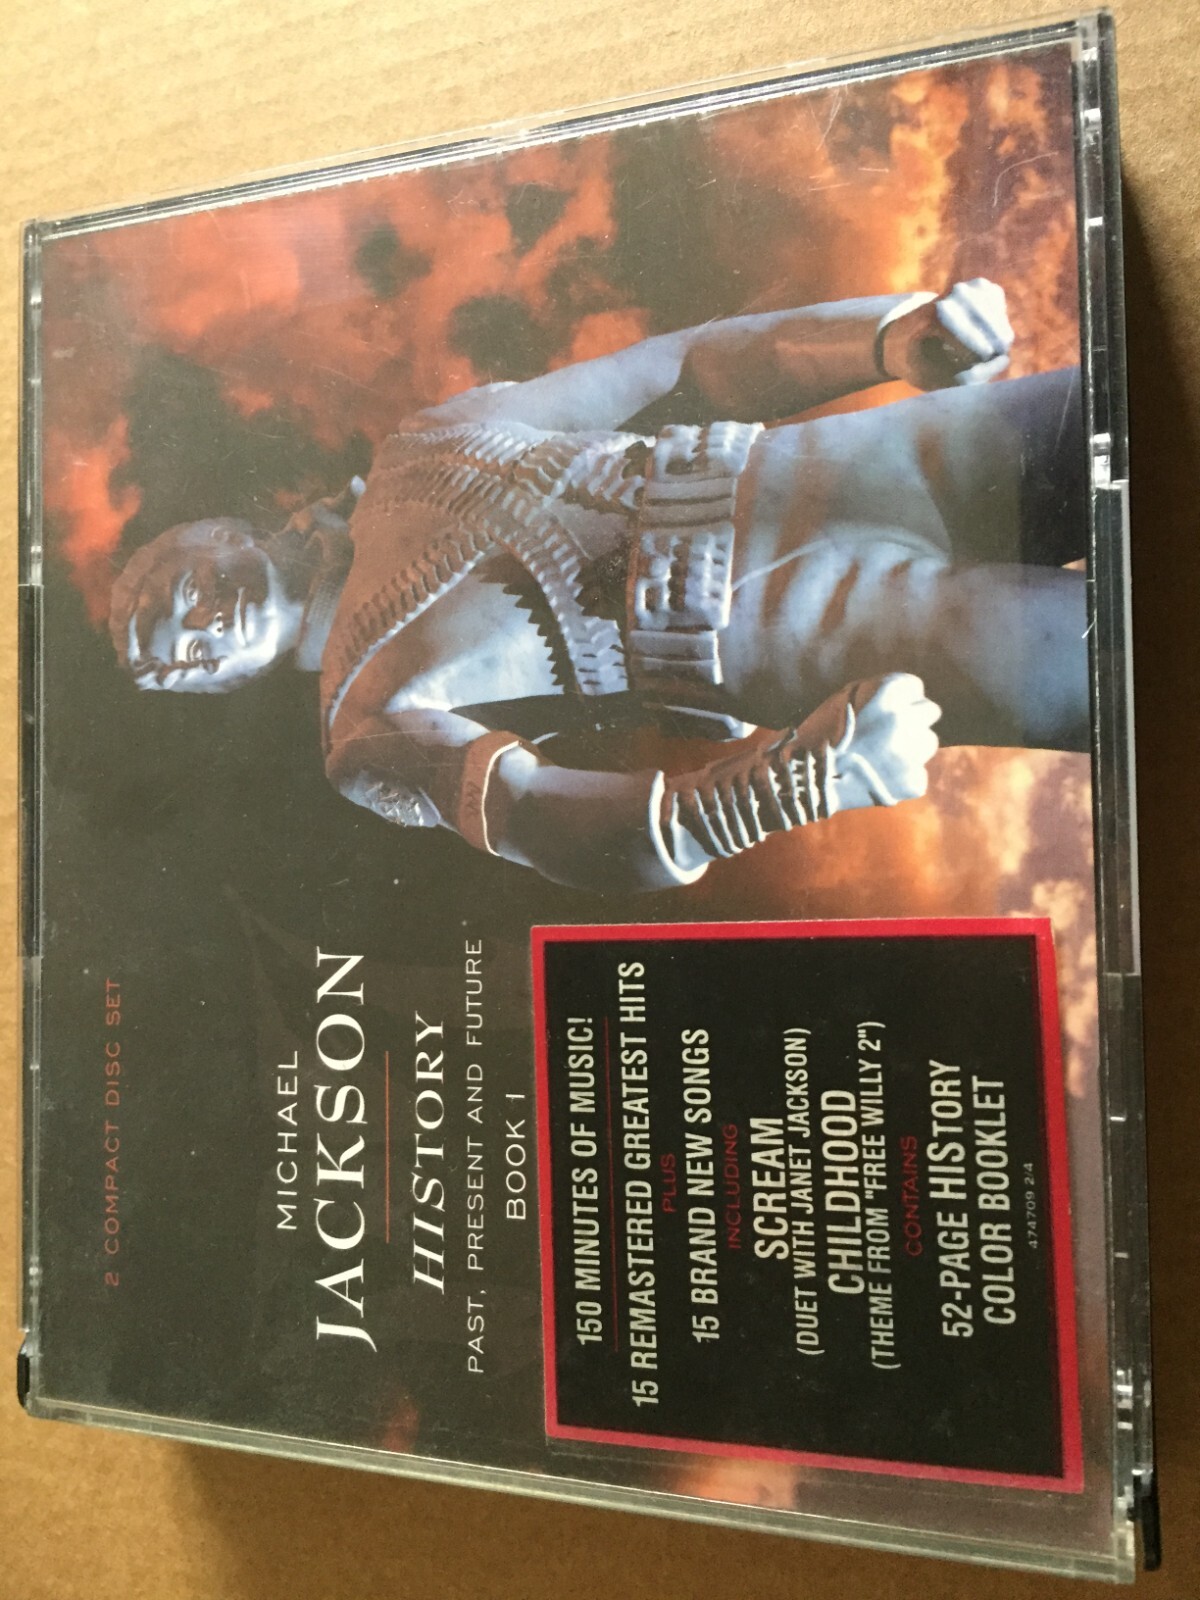 2 COMPACT DISC SET
MICHAEL
JACKSON
HISTORY
PAST, PRESENT AND FUTURE
BOOK I
150 MINUTES OF MUSIC!
15 REMASTERED GREATEST HITS
PLUS
15 BRAND NEW SONGS
INCLUDING
SCREAM
(DUET WITH JANET JACKSON)
CHILDHOOD
(THEME FROM "FREE WILLY 2")
CONTAINS
52-PAGE HISTORY
COLOR BOOKLET
474709 2/4